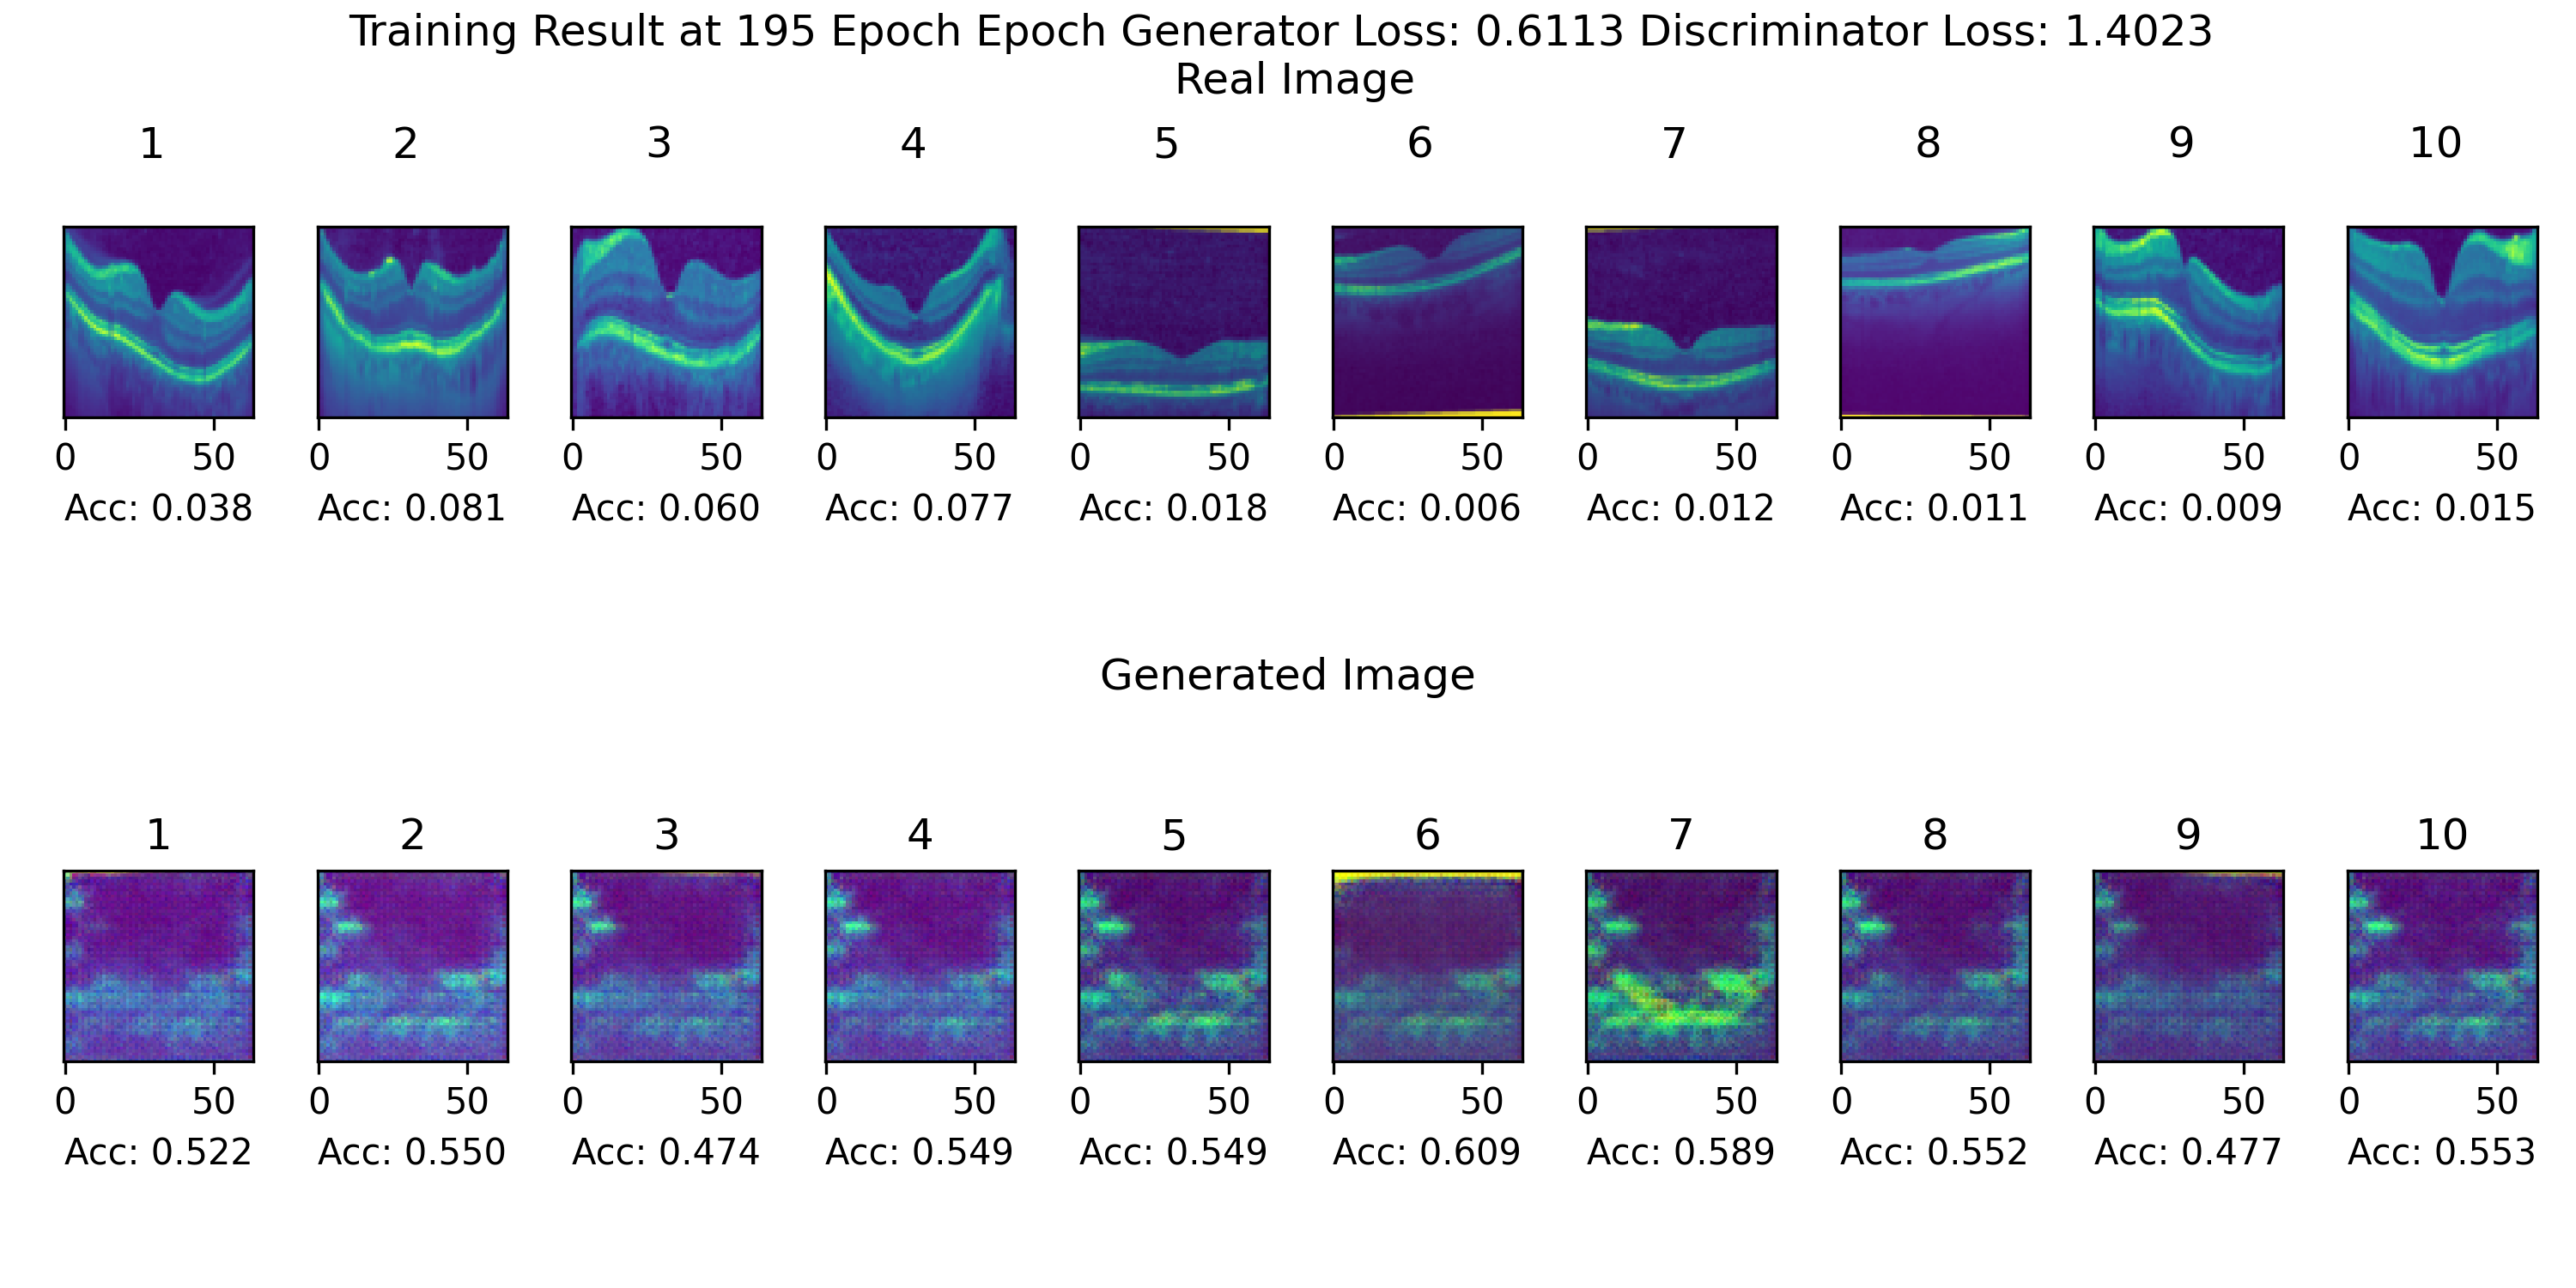 Training Result at 195 Epoch Epoch Generator Loss: 0.6113 Discriminator Loss: 1.4023
Real Image
1 2 3 4 5 6 7 8 9 10
0 50 0 50 0 50 0 50 0 50 0 50 0 50 0 50 0 50 0 50
Acc: 0.038 Acc: 0.081 Acc: 0.060 Acc: 0.077 Acc: 0.018 Acc: 0.006 Acc: 0.012 Acc: 0.011 Acc: 0.009 Acc: 0.015
Generated Image
1 2 3 4 5 6 7 8 9 10
0 50 0 50 0 50 0 50 0 50 0 50 0 50 0 50 0 50 0 50
Acc: 0.522 Acc: 0.550 Acc: 0.474 Acc: 0.549 Acc: 0.549 Acc: 0.609 Acc: 0.589 Acc: 0.552 Acc: 0.477 Acc: 0.553